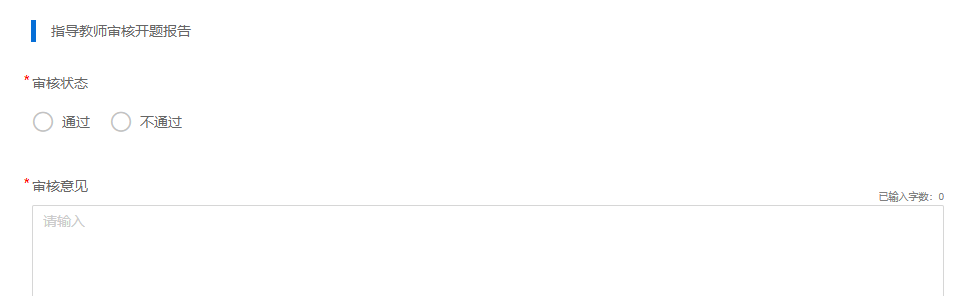 指导教师审核开题报告
*审核状态
通过 不通过
*审核意见
已输入字数：0
请输入